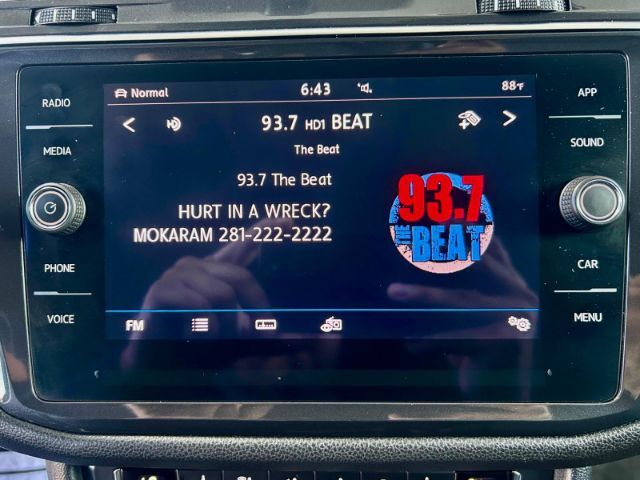 RADIO
MEDIA
PHONE
VOICE
Normal 6:43 88°F
93.7 HD1 BEAT
The Beat
93.7 The Beat
HURT IN A WRECK?
MOKARAM 281-222-2222
93.7
THE
BEAT
FM
APP
SOUND
CAR
MENU